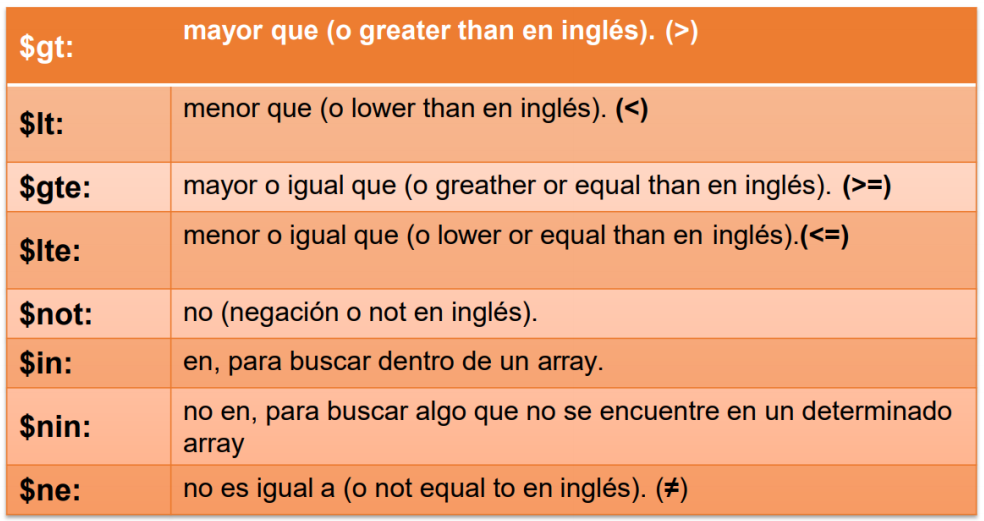 $gt: mayor que (o greater than en inglés). (>)
$lt: menor que (o lower than en inglés). (<)
$gte: mayor o igual que (o greather or equal than en inglés). (>=)
$lte: menor o igual que (o lower or equal than en inglés).(<=)
$not: no (negación o not en inglés).
$in: en, para buscar dentro de un array.
$nin: no en, para buscar algo que no se encuentre en un determinado
array
$ne: no es igual a (o not equal to en inglés). (≠)